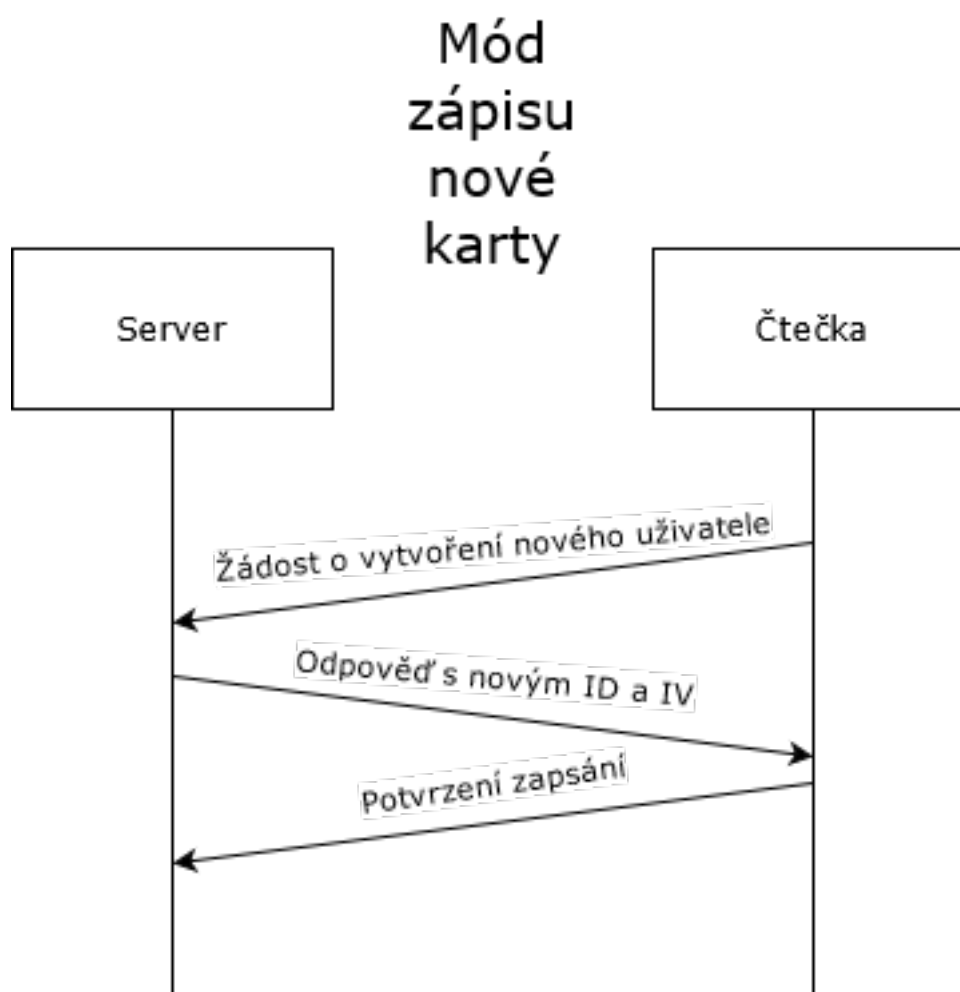 Mód
zápisu
nové
karty
Server
Čtečka
Žádost o vytvoření nového uživatele
Odpověď s novým ID a IV
Potvrzení zapsání